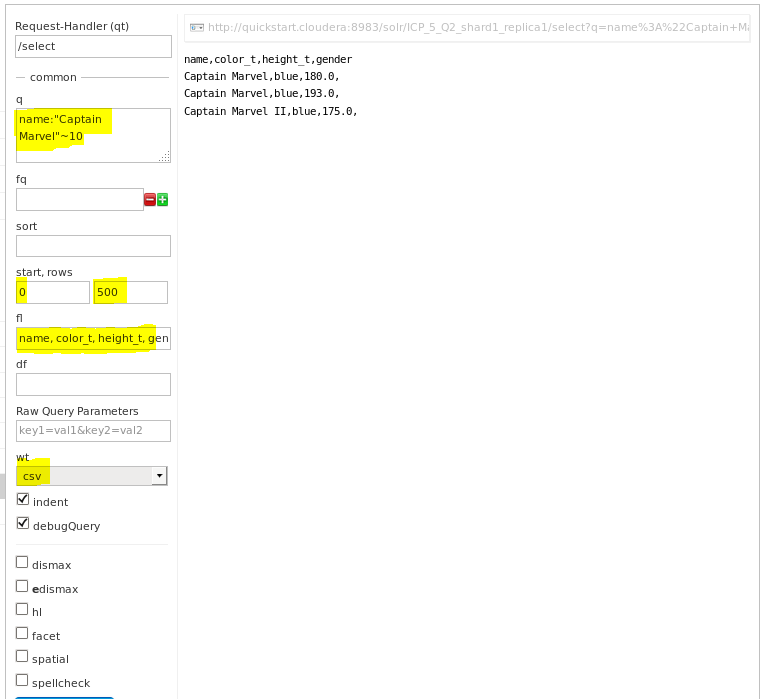 Request-Handler (qt)
/select
common
q
name:"Captain
Marvel"~10
fq
sort
start, rows
0 500
fl
name, color_t, height_t, gen
df
Raw Query Parameters
key1=val1&key2=val2
wt
csv
indent
debugQuery
dismax
edismax
hl
facet
spatial
spellcheck
http://quickstart.cloudera:8983/solr/ICP_5_Q2_shard1_replica1/select?q=name%3A%22Captain+Ma
name,color_t,height_t,gender
Captain Marvel,blue,180.0,
Captain Marvel,blue,193.0,
Captain Marvel II,blue,175.0,